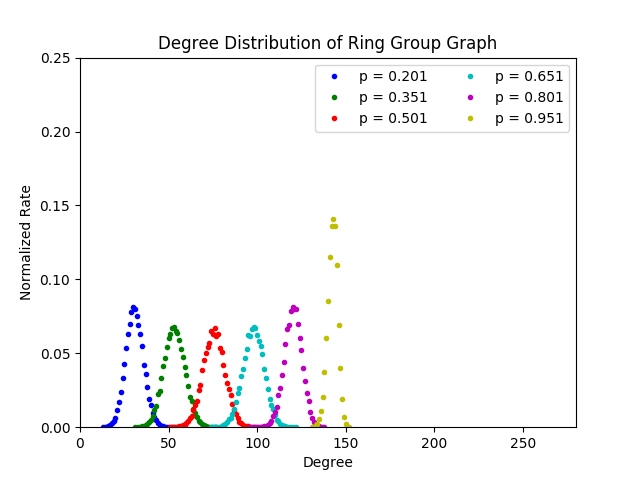 Degree Distribution of Ring Group Graph
0.25
0.20
0.15
0.10
0.05
0.00
Normalized Rate
p = 0.201
p = 0.351
p = 0.501
p = 0.651
p = 0.801
p = 0.951
0 50 100 150 200 250
Degree